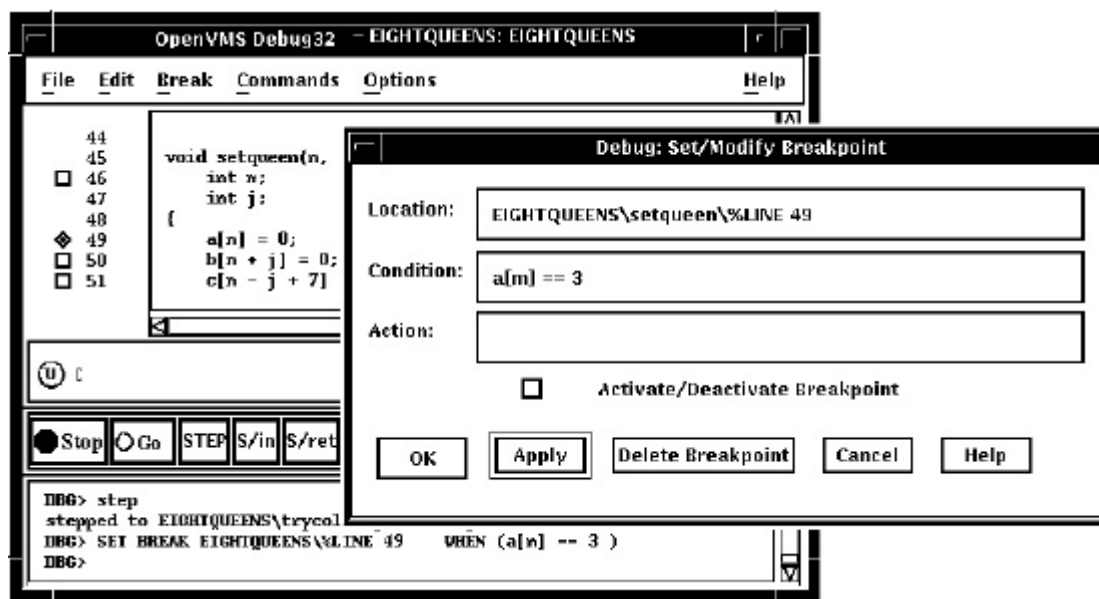 OpenVMS Debug32 - EIGHTQUEENS: EIGHTQUEENS
File Edit Break Commands Options Help
44
45 void setqueen(n,
46 int n;
47 int j;
48 {
49 a[n] = 0;
50 b[n + j] = 0;
51 c[n - j + 7]
Debug: Set/Modify Breakpoint
Location: EIGHTQUEENS\setqueen\%LINE 49
Condition: a[m] == 3
Action:
Activate/Deactivate Breakpoint
OK Apply Delete Breakpoint Cancel Help
U
Stop Go STEP S/in S/ret
DBG> step
stepped to EIGHTQUEENS\trycol
DBG> SET BREAK EIGHTQUEENS\%LINE 49 WHEN (a[n] == 3 )
DBG>